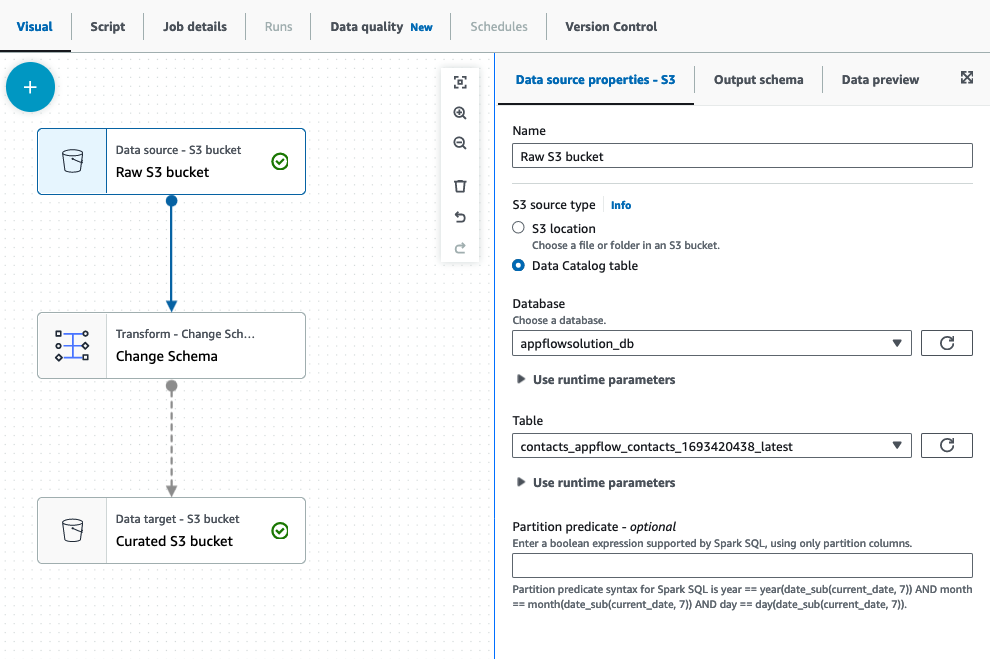 Visual
Script
Job details
Runs
Data quality New
Schedules
Version Control
Data source - S3 bucket
Raw S3 bucket
Transform - Change Sch...
Change Schema
Data target - S3 bucket
Curated S3 bucket
Data source properties - S3
Output schema
Data preview
Name
Raw S3 bucket
S3 source type
Info
S3 location
Choose a file or folder in an S3 bucket.
Data Catalog table
Database
Choose a database.
appflowsolution_db
Use runtime parameters
Table
contacts_appflow_contacts_1693420438_latest
Use runtime parameters
Partition predicate - optional
Enter a boolean expression supported by Spark SQL, using only partition columns.
Partition predicate syntax for Spark SQL is year == year(date_sub(current_date, 7)) AND month
== month(date_sub(current_date, 7)) AND day == day(date_sub(current_date, 7)).